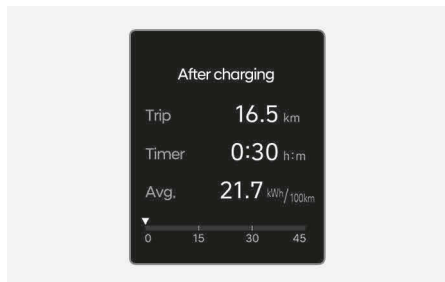 After charging
Trip 16.5 km
Timer 0:30 h:m
Avg. 21.7 kWh/100km
0 15 30 45